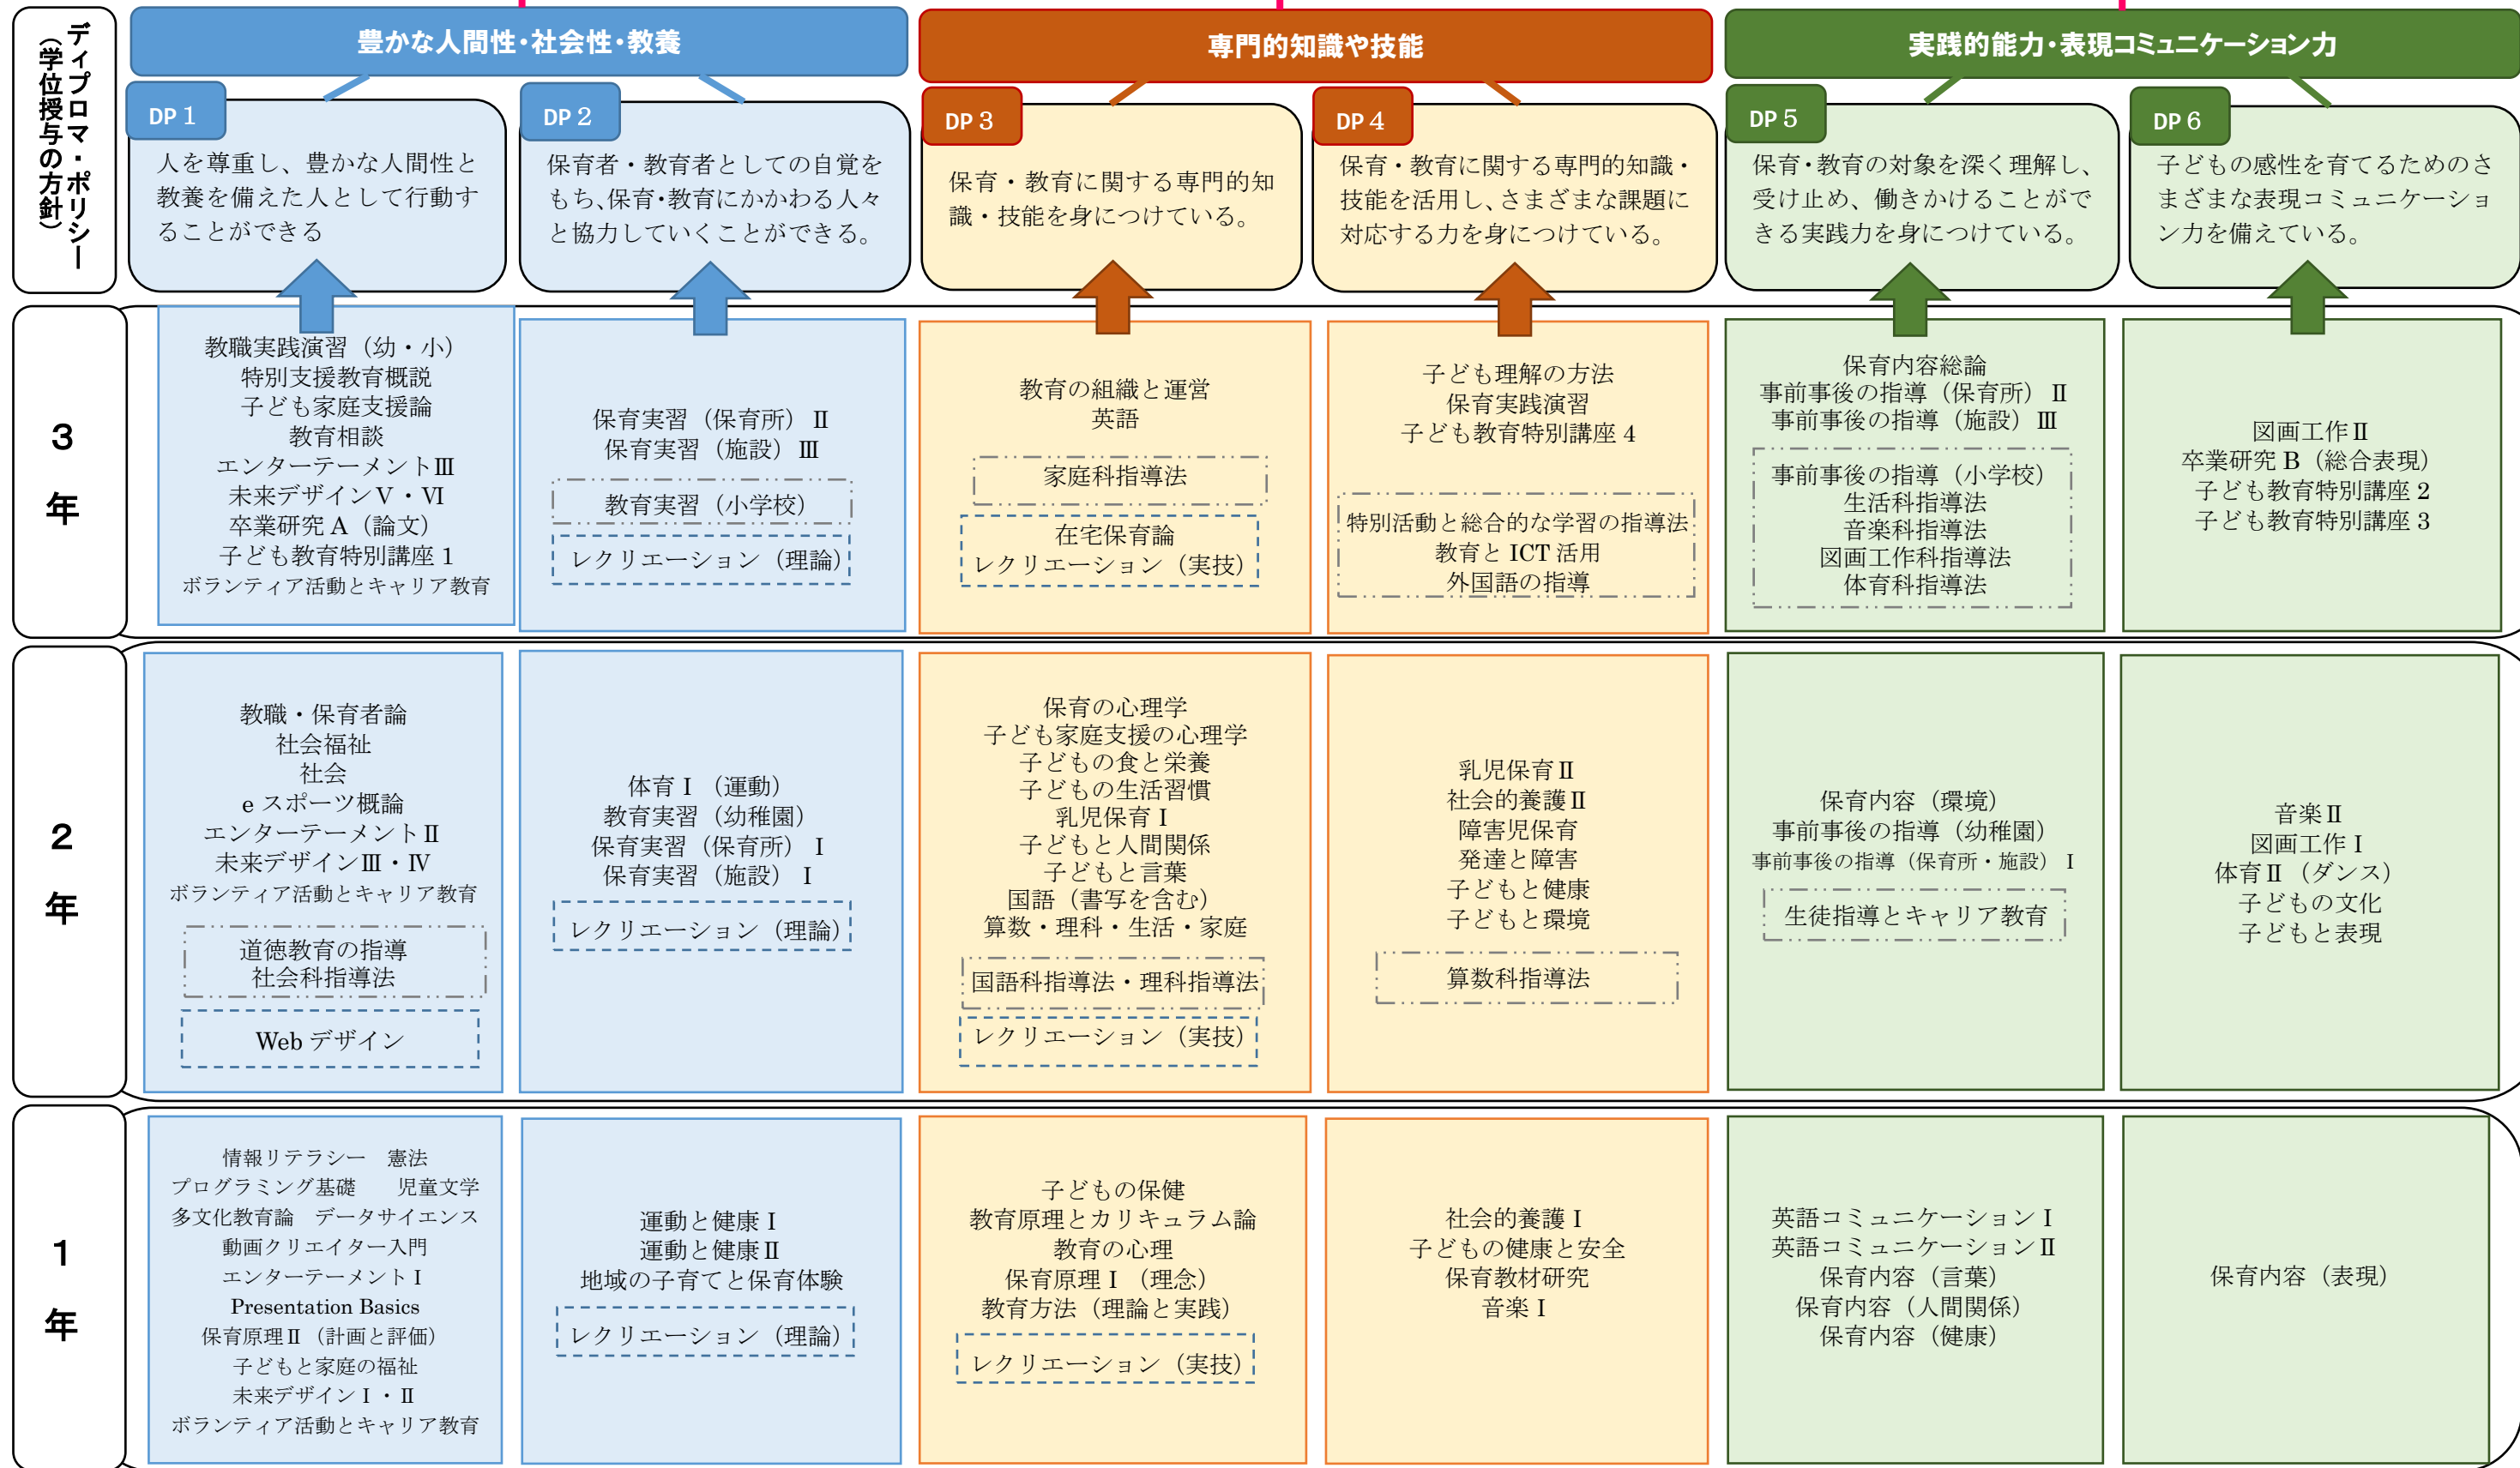 ディプロマ・ポリシー
（学位授与の方針）
豊かな人間性・社会性・教養
専門的知識や技能
実践的能力・表現コミュニケーション力
DP 1
人を尊重し、豊かな人間性と
教養を備えた人として行動す
ることができる
DP 2
保育者・教育者としての自覚を
もち、保育・教育にかかわる人々
と協力していくことができる。
DP 3
保育・教育に関する専門的知
識・技能を身につけている。
DP 4
保育・教育に関する専門的知識・
技能を活用し、さまざまな課題に
対応する力を身につけている。
DP 5
保育・教育の対象を深く理解し、
受け止め、働きかけることがで
きる実践力を身につけている。
DP 6
子どもの感性を育てるためのさ
まざまな表現コミュニケーショ
ン力を備えている。
3
年
教職実践演習（幼・小）
特別支援教育概説
子ども家庭支援論
教育相談
エンターテーメントⅢ
未来デザインⅤ・Ⅵ
卒業研究 A（論文）
子ども教育特別講座 1
ボランティア活動とキャリア教育
保育実習（保育所）Ⅱ
保育実習（施設）Ⅲ
教育実習（小学校）
レクリエーション（理論）
教育の組織と運営
英語
家庭科指導法
在宅保育論
レクリエーション（実技）
子ども理解の方法
保育実践演習
子ども教育特別講座 4
特別活動と総合的な学習の指導法
教育と ICT 活用
外国語の指導
保育内容総論
事前事後の指導（保育所）Ⅱ
事前事後の指導（施設）Ⅲ
事前事後の指導（小学校）
生活科指導法
音楽科指導法
図画工作科指導法
体育科指導法
図画工作Ⅱ
卒業研究 B（総合表現）
子ども教育特別講座 2
子ども教育特別講座 3
2
年
教職・保育者論
社会福祉
社会
e スポーツ概論
エンターテーメントⅡ
未来デザインⅢ・Ⅳ
ボランティア活動とキャリア教育
道徳教育の指導
社会科指導法
Web デザイン
体育Ⅰ（運動）
教育実習（幼稚園）
保育実習（保育所）Ⅰ
保育実習（施設）Ⅰ
レクリエーション（理論）
保育の心理学
子ども家庭支援の心理学
子どもの食と栄養
子どもの生活習慣
乳児保育Ⅰ
子どもと人間関係
子どもと言葉
国語（書写を含む）
算数・理科・生活・家庭
国語科指導法・理科指導法
レクリエーション（実技）
乳児保育Ⅱ
社会的養護Ⅱ
障害児保育
発達と障害
子どもと健康
子どもと環境
算数科指導法
保育内容（環境）
事前事後の指導（幼稚園）
事前事後の指導（保育所・施設）Ⅰ
生徒指導とキャリア教育
音楽Ⅱ
図画工作Ⅰ
体育Ⅱ（ダンス）
子どもの文化
子どもと表現
1
年
情報リテラシー　憲法
プログラミング基礎　　児童文学
多文化教育論　データサイエンス
動画クリエイター入門
エンターテーメントⅠ
Presentation Basics
保育原理Ⅱ（計画と評価）
子どもと家庭の福祉
未来デザインⅠ・Ⅱ
ボランティア活動とキャリア教育
運動と健康Ⅰ
運動と健康Ⅱ
地域の子育てと保育体験
レクリエーション（理論）
子どもの保健
教育原理とカリキュラム論
教育の心理
保育原理Ⅰ（理念）
教育方法（理論と実践）
レクリエーション（実技）
社会的養護Ⅰ
子どもの健康と安全
保育教材研究
音楽Ⅰ
英語コミュニケーションⅠ
英語コミュニケーションⅡ
保育内容（言葉）
保育内容（人間関係）
保育内容（健康）
保育内容（表現）